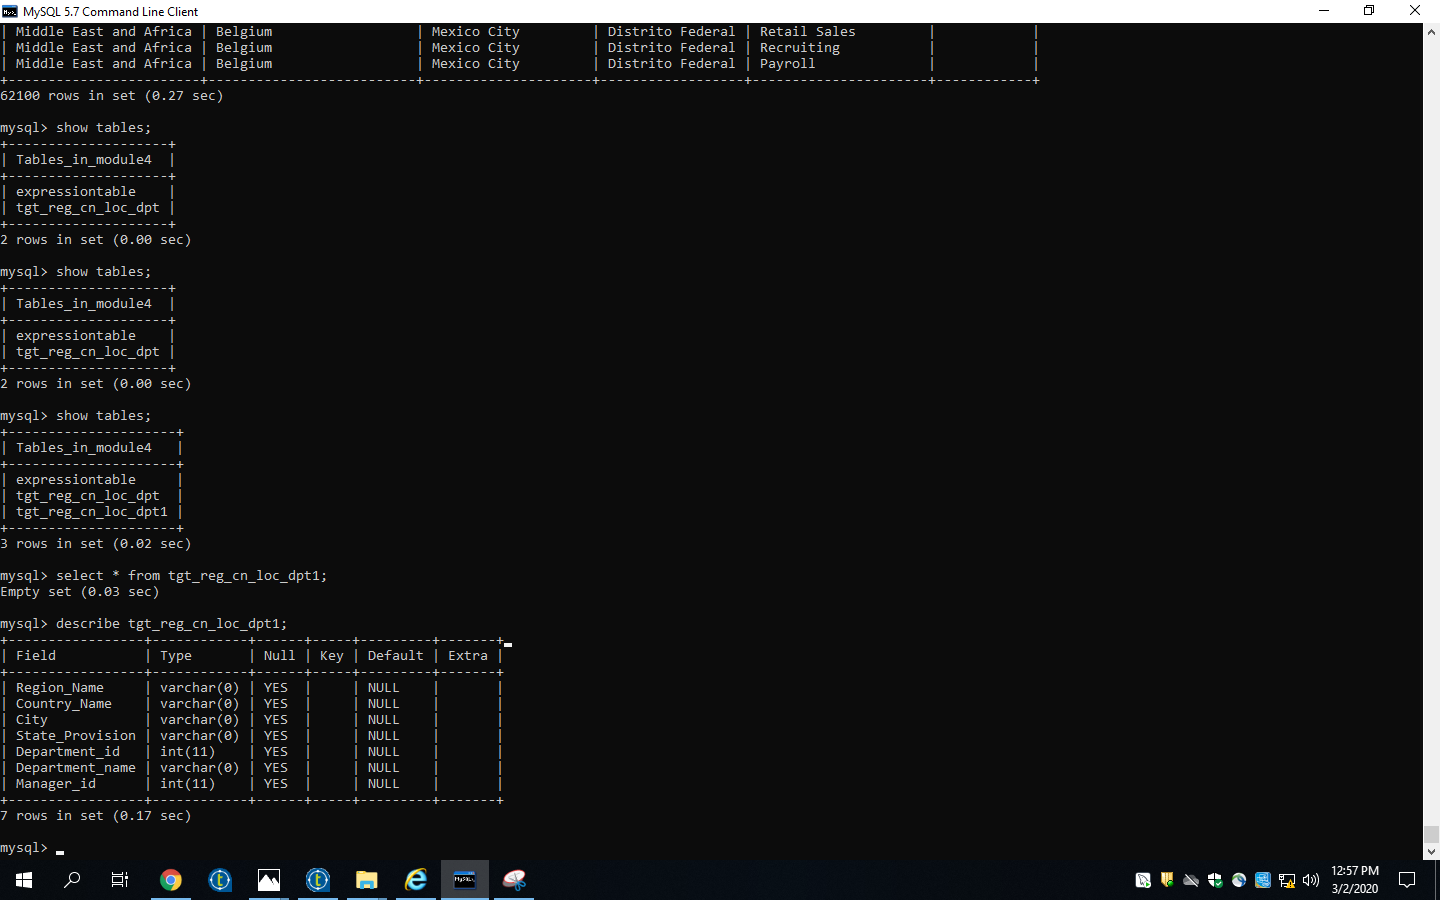 MySQL 5.7 Command Line Client
| Middle East and Africa | Belgium                  | Mexico City         | Distrito Federal | Retail Sales         |            |
| Middle East and Africa | Belgium                  | Mexico City         | Distrito Federal | Recruiting           |            |
| Middle East and Africa | Belgium                  | Mexico City         | Distrito Federal | Payroll              |            |
+------------------------+--------------------------+---------------------+------------------+----------------------+------------+
62100 rows in set (0.27 sec)
mysql> show tables;
+--------------------+
| Tables_in_module4  |
+--------------------+
| expressiontable    |
| tgt_reg_cn_loc_dpt |
+--------------------+
2 rows in set (0.00 sec)
mysql> show tables;
+--------------------+
| Tables_in_module4  |
+--------------------+
| expressiontable    |
| tgt_reg_cn_loc_dpt |
+--------------------+
2 rows in set (0.00 sec)
mysql> show tables;
+---------------------+
| Tables_in_module4   |
+---------------------+
| expressiontable     |
| tgt_reg_cn_loc_dpt  |
| tgt_reg_cn_loc_dpt1 |
+---------------------+
3 rows in set (0.02 sec)
mysql> select * from tgt_reg_cn_loc_dpt1;
Empty set (0.03 sec)
mysql> describe tgt_reg_cn_loc_dpt1;
+-----------------+------------+------+-----+---------+-------+
| Field           | Type       | Null | Key | Default | Extra |
+-----------------+------------+------+-----+---------+-------+
| Region_Name     | varchar(0) | YES  |     | NULL    |       |
| Country_Name    | varchar(0) | YES  |     | NULL    |       |
| City            | varchar(0) | YES  |     | NULL    |       |
| State_Provision | varchar(0) | YES  |     | NULL    |       |
| Department_id   | int(11)    | YES  |     | NULL    |       |
| Department_name | varchar(0) | YES  |     | NULL    |       |
| Manager_id      | int(11)    | YES  |     | NULL    |       |
+-----------------+------------+------+-----+---------+-------+
7 rows in set (0.17 sec)
mysql>
12:57 PM
3/2/2020